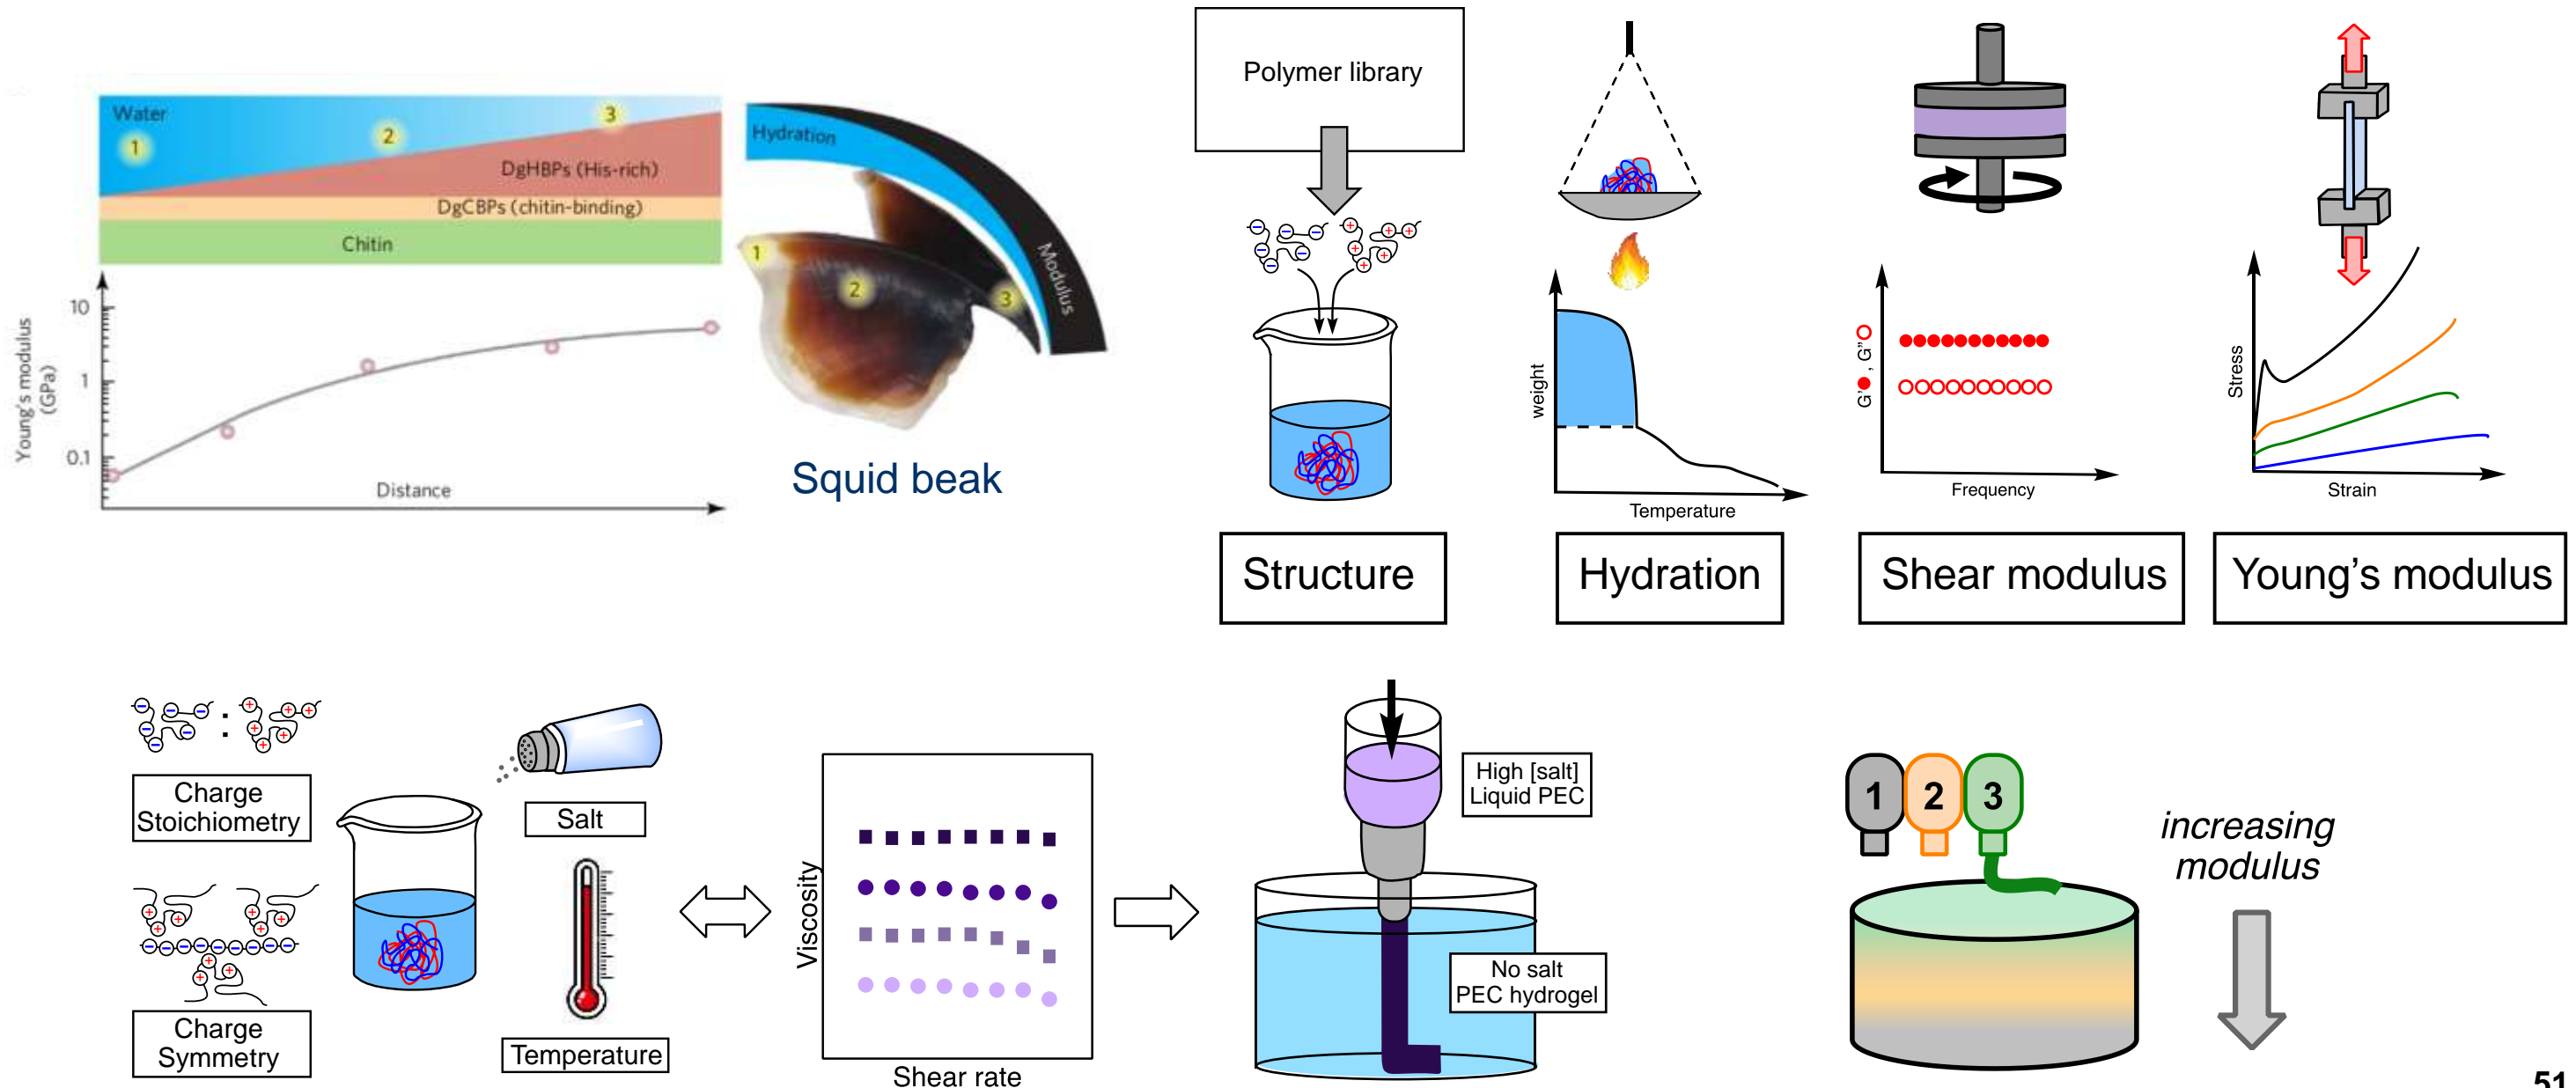 Water
1
2
3
DgHBPs (His-rich)
DgCBPs (chitin-binding)
Chitin
Young's modulus
(GPa)
10
1
0.1
Distance
Hydration
Modulus
1
2
3
Squid beak
Polymer library
Structure
weight
Temperature
Hydration
G' , G"
Frequency
Shear modulus
Stress
Strain
Young’s modulus
:
Charge
Stoichiometry
Charge
Symmetry
Salt
Temperature
Viscosity
Shear rate
High [salt]
Liquid PEC
No salt
PEC hydrogel
1
2
3
increasing
modulus
51